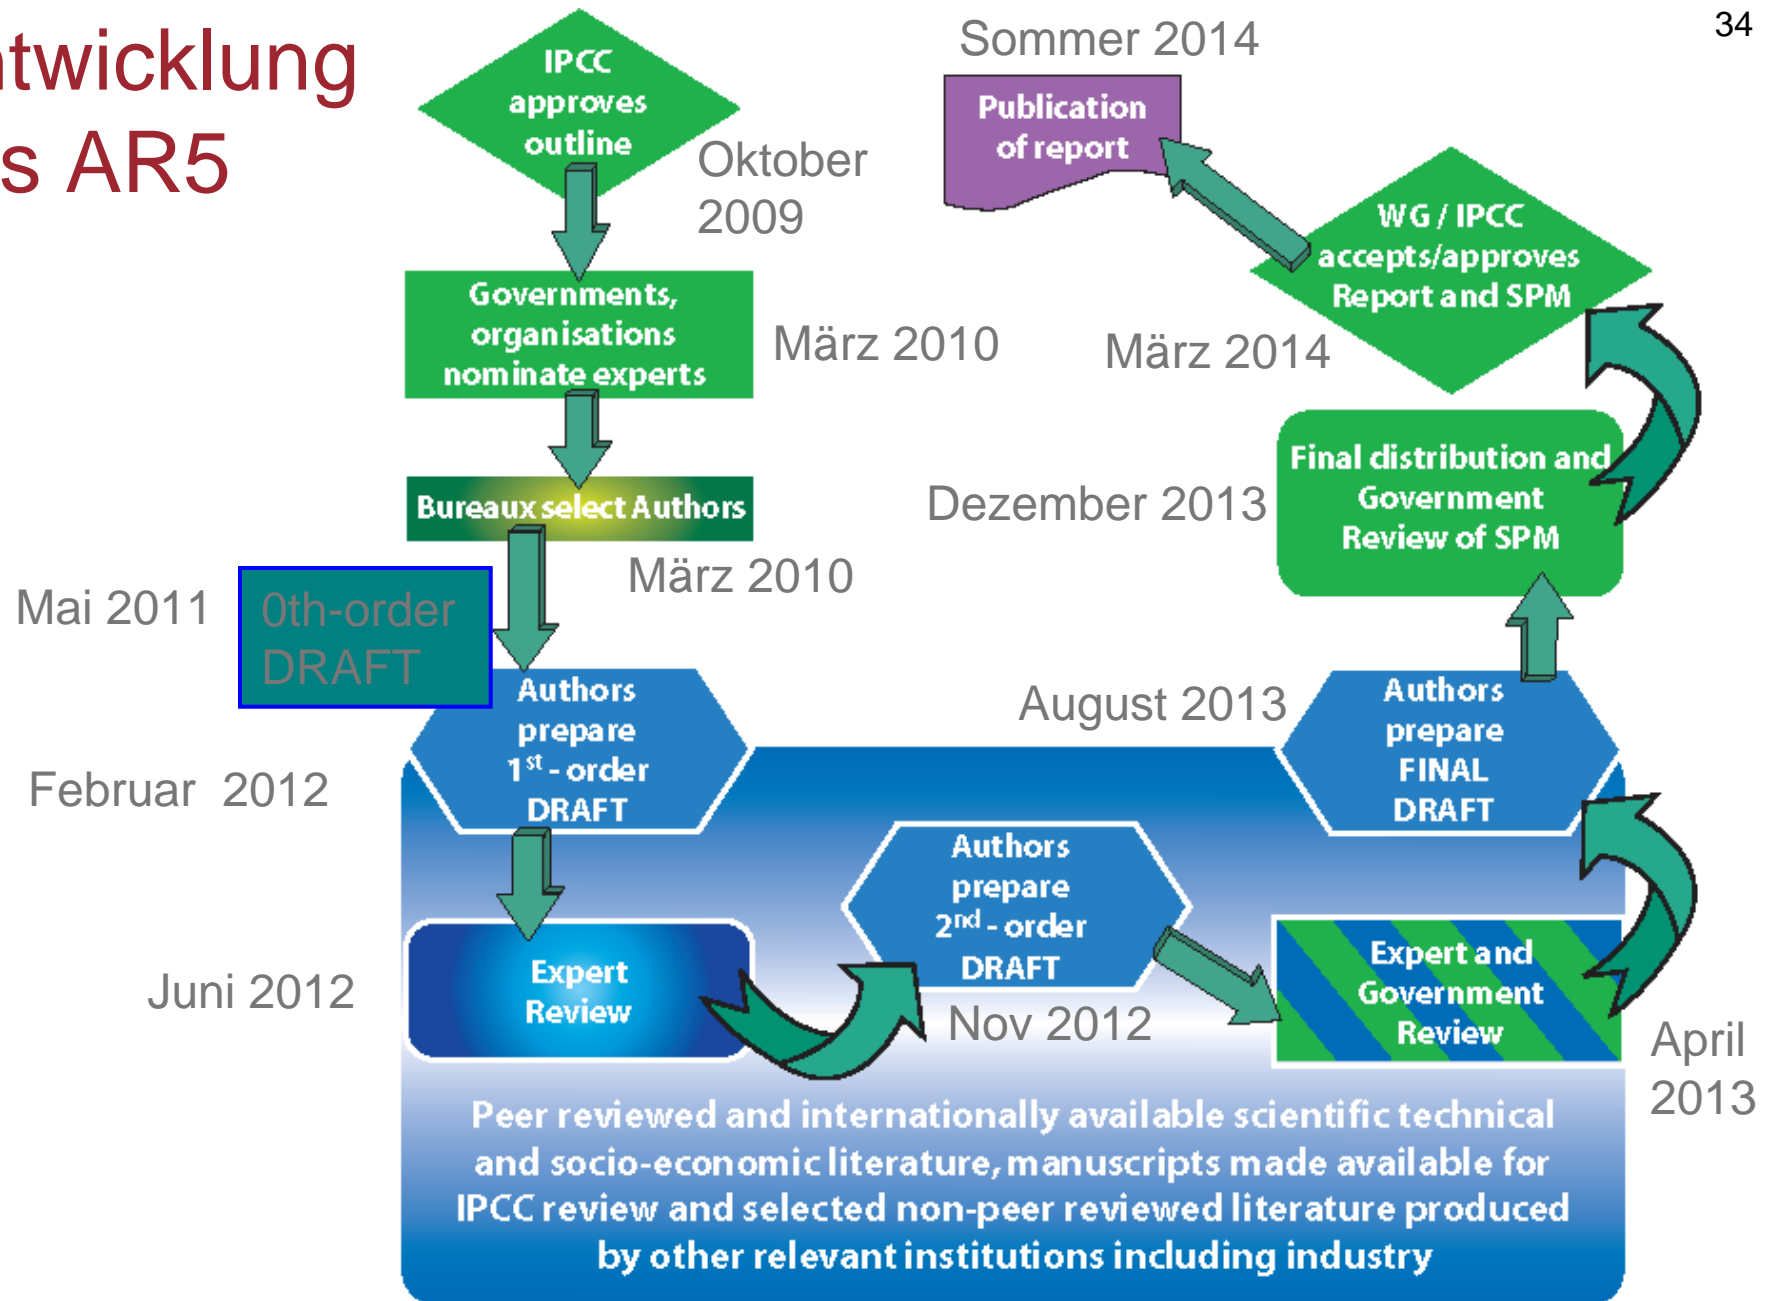 ntwicklung
s AR5
34
IPCC
approves
outline
Oktober
2009
Governments,
organisations
nominate experts
März 2010
Bureaux select Authors
März 2010
Mai 2011
0th-order
DRAFT
Authors
prepare
1st - order
DRAFT
Februar 2012
Expert
Review
Juni 2012
Authors
prepare
2nd - order
DRAFT
Nov 2012
Expert and
Government
Review
April
2013
Authors
prepare
FINAL
DRAFT
August 2013
Final distribution and
Government
Review of SPM
Dezember 2013
WG / IPCC
accepts/approves
Report and SPM
März 2014
Sommer 2014
Publication
of report
Peer reviewed and internationally available scientific technical
and socio-economic literature, manuscripts made available for
IPCC review and selected non-peer reviewed literature produced
by other relevant institutions including industry